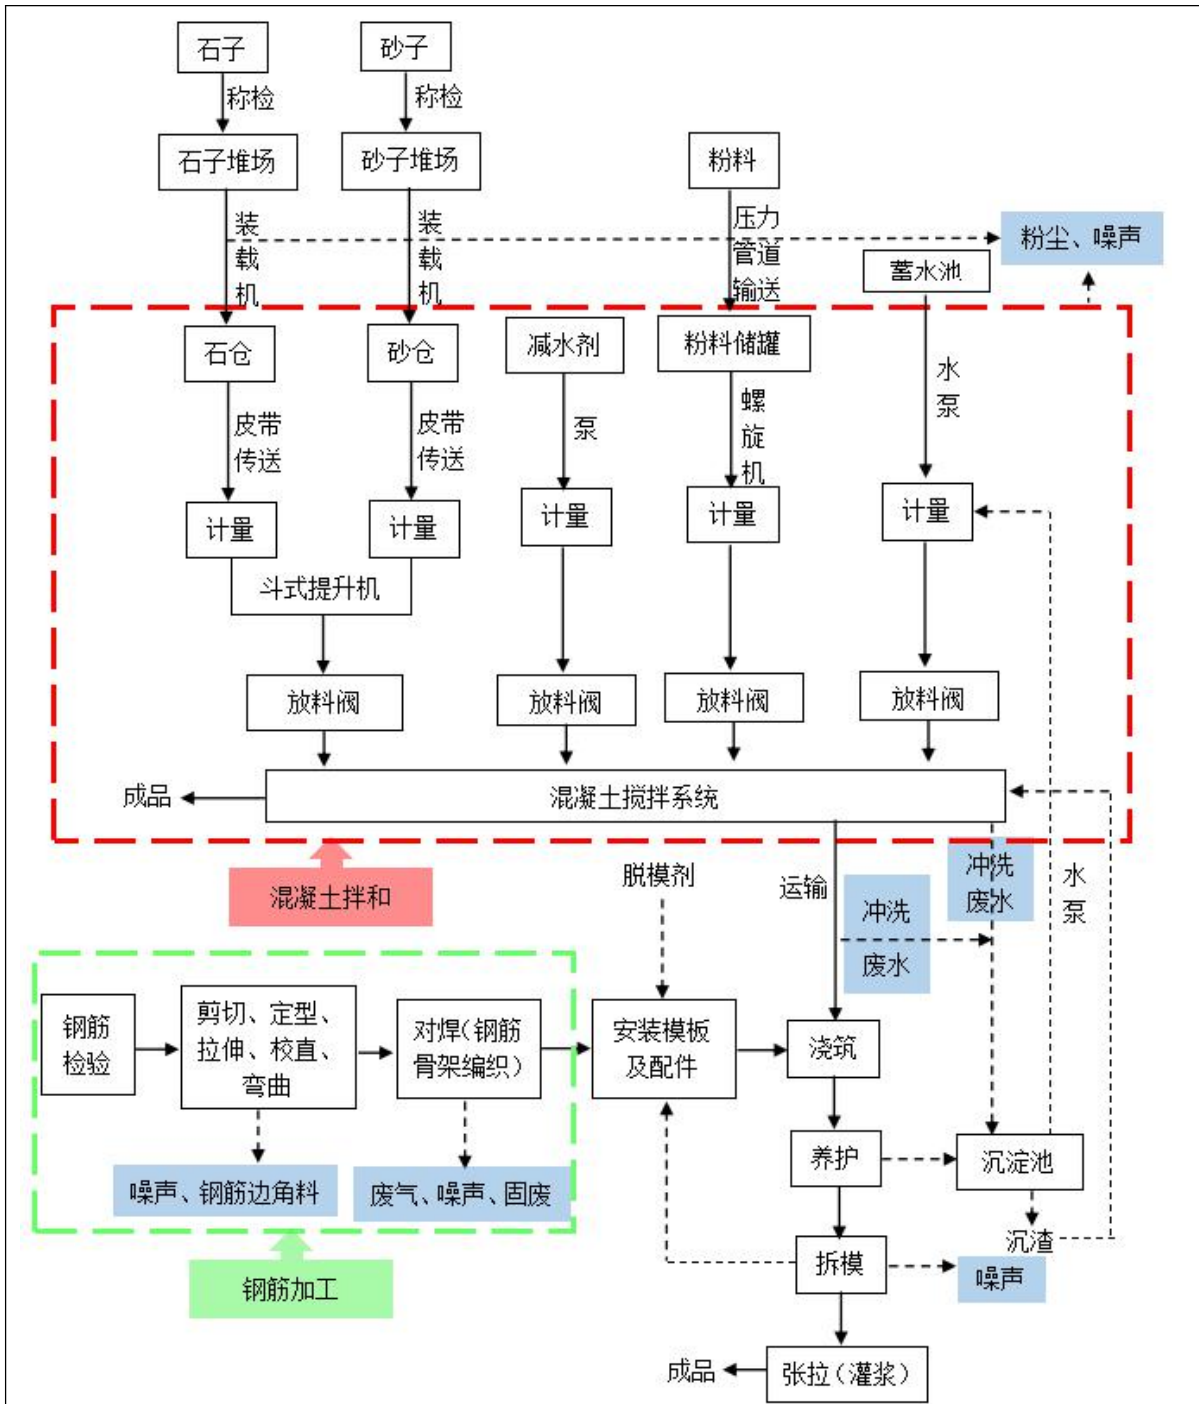 石子
砂子
称检
称检
石子堆场
砂子堆场
粉料
装
载
机
装
载
机
压力
管道
输送
粉尘、噪声
蓄水池
石仓
砂仓
减水剂
粉料储罐
水
泵
皮带
传送
皮带
传送
泵
螺
旋
机
计量
计量
计量
计量
计量
斗式提升机
放料阀
放料阀
放料阀
放料阀
成品
混凝土搅拌系统
混凝土拌和
脱模剂
运输
冲洗
废水
冲洗
废水
水
泵
钢筋
检验
剪切、定型、
拉伸、校直、
弯曲
对焊(钢筋
骨架编织)
安装模板
及配件
浇筑
养护
沉淀池
噪声、钢筋边角料
废气、噪声、固废
沉渣
拆模
噪声
钢筋加工
成品
张拉(灌浆)